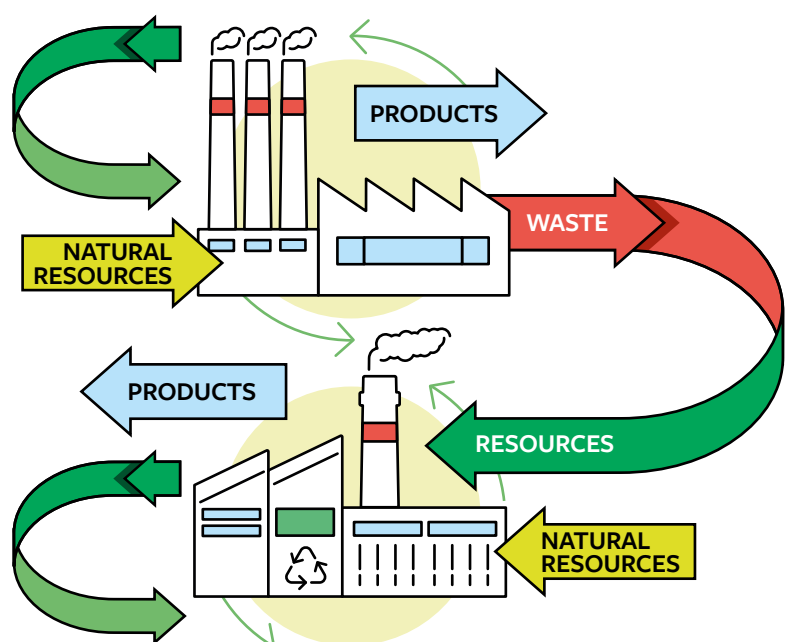 PRODUCTS
WASTE
NATURAL
RESOURCES
PRODUCTS
RESOURCES
NATURAL
RESOURCES